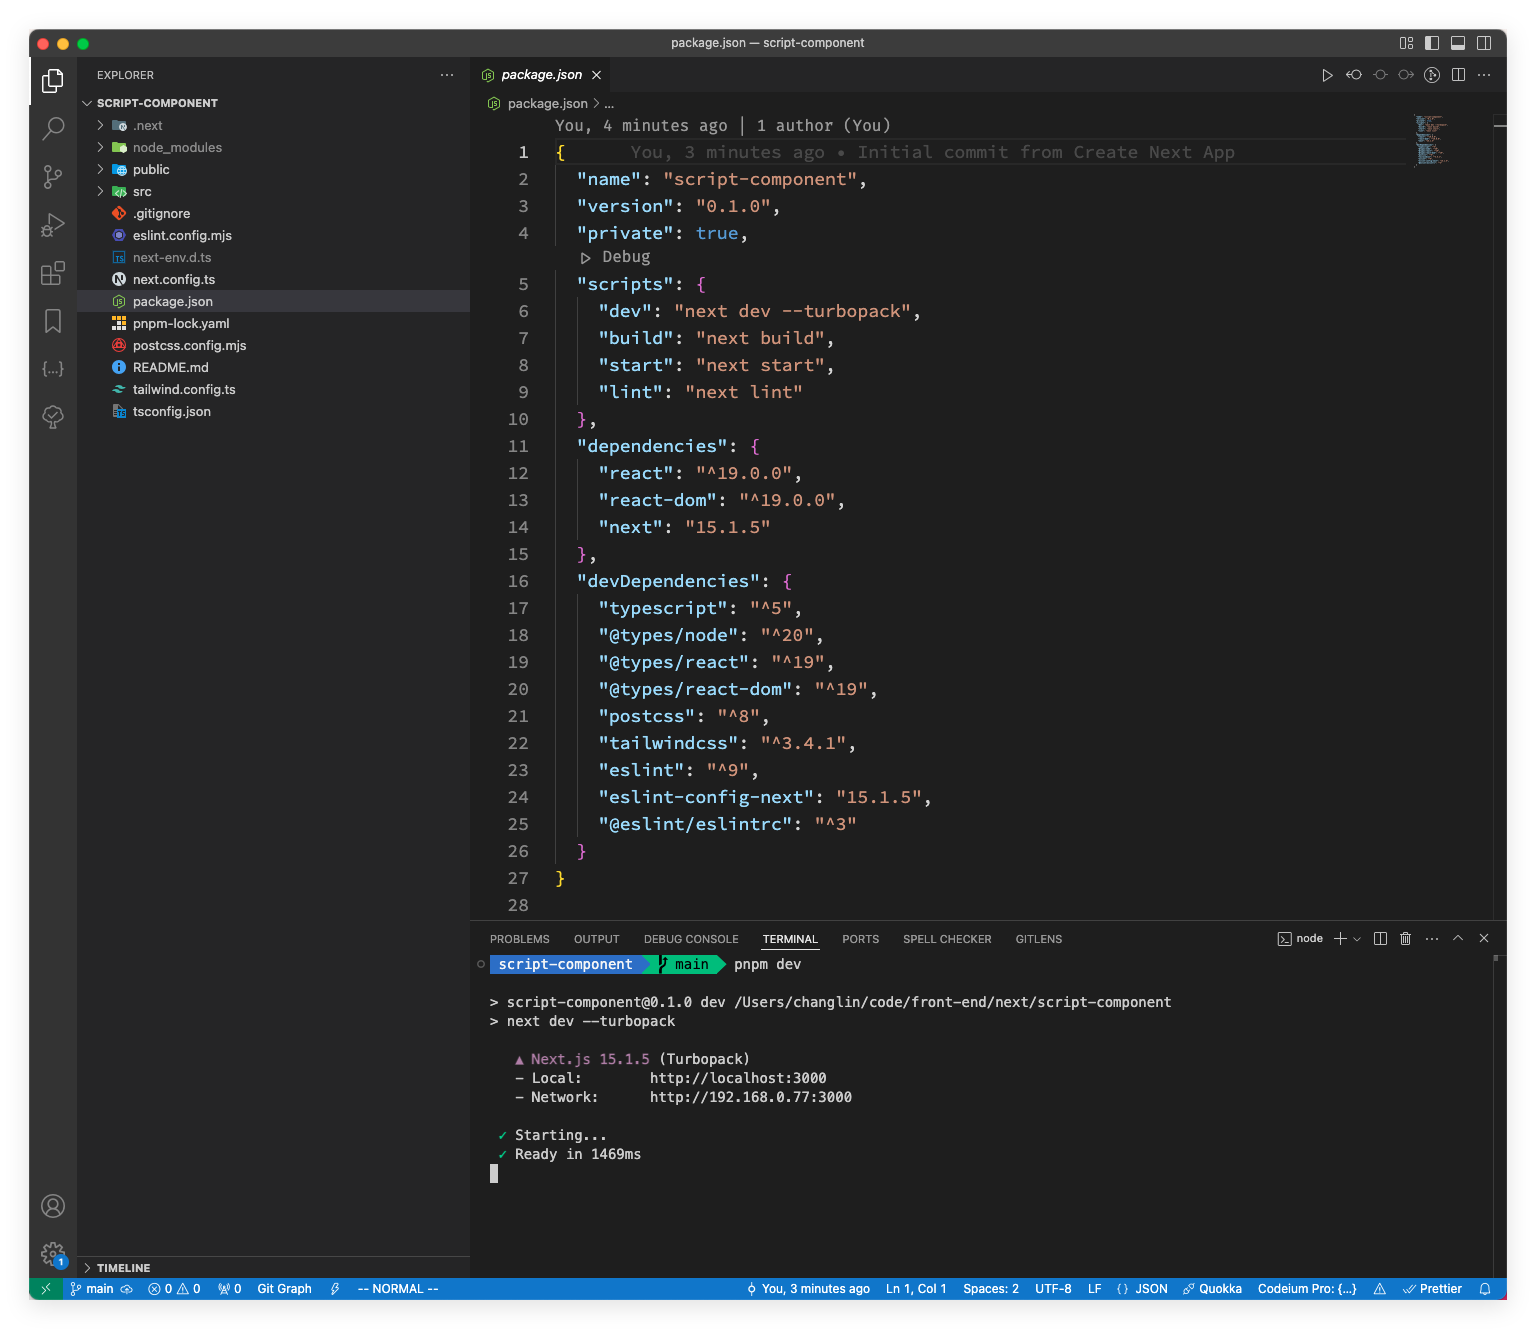 package.json — script-component
EXPLORER
SCRIPT-COMPONENT
.next
node_modules
public
src
.gitignore
eslint.config.mjs
next-env.d.ts
next.config.ts
package.json
pnpm-lock.yaml
postcss.config.mjs
README.md
tailwind.config.ts
tsconfig.json
TIMELINE
package.json
package.json > ...
You, 4 minutes ago | 1 author (You)
1 { You, 3 minutes ago • Initial commit from Create Next App
2 "name": "script-component",
3 "version": "0.1.0",
4 "private": true,
Debug
5 "scripts": {
6 "dev": "next dev --turbopack",
7 "build": "next build",
8 "start": "next start",
9 "lint": "next lint"
10 },
11 "dependencies": {
12 "react": "^19.0.0",
13 "react-dom": "^19.0.0",
14 "next": "15.1.5"
15 },
16 "devDependencies": {
17 "typescript": "^5",
18 "@types/node": "^20",
19 "@types/react": "^19",
20 "@types/react-dom": "^19",
21 "postcss": "^8",
22 "tailwindcss": "^3.4.1",
23 "eslint": "^9",
24 "eslint-config-next": "15.1.5",
25 "@eslint/eslintrc": "^3"
26 }
27 }
28
PROBLEMS OUTPUT DEBUG CONSOLE TERMINAL PORTS SPELL CHECKER GITLENS node
script-component main pnpm dev
> script-component@0.1.0 dev /Users/changlin/code/front-end/next/script-component
> next dev --turbopack
▲ Next.js 15.1.5 (Turbopack)
- Local: http://localhost:3000
- Network: http://192.168.0.77:3000
✓ Starting...
✓ Ready in 1469ms
1
main 0 0 0 Git Graph -- NORMAL -- You, 3 minutes ago Ln 1, Col 1 Spaces: 2 UTF-8 LF {} JSON Quokka Codeium Pro: {...} Prettier